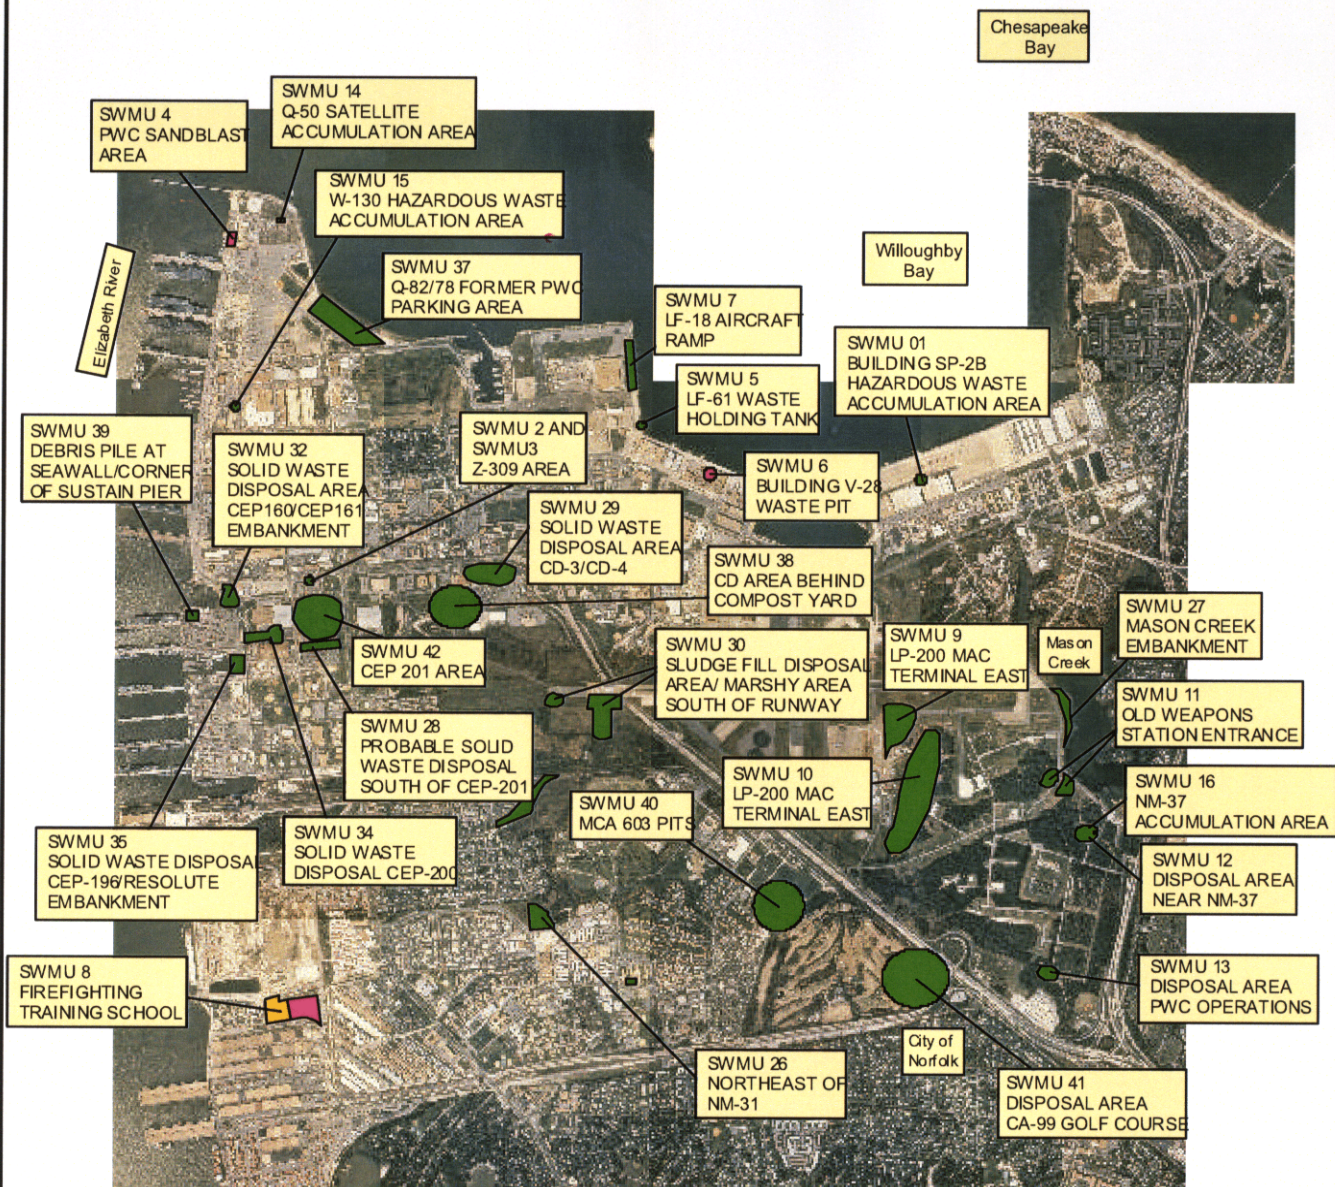 Chesapeake
Bay
SWMU 14
Q-50 SATELLITE
ACCUMULATION AREA
SWMU 4
PWC SANDBLAST
AREA
SWMU 15
W-130 HAZARDOUS WASTE
ACCUMULATION AREA
Willoughby
Bay
Elizabeth River
SWMU 37
Q-82/78 FORMER PWC
PARKING AREA
SWMU 7
LF-18 AIRCRAFT
RAMP
SWMU 01
BUILDING SP-2B
HAZARDOUS WASTE
ACCUMULATION AREA
SWMU 5
LF-61 WASTE
HOLDING TANK
SWMU 39
DEBRIS PILE AT
SEAWALL/CORNER
OF SUSTAIN PIER
SWMU 32
SOLID WASTE
DISPOSAL AREA
CEP160/CEP161
EMBANKMENT
SWMU 2 AND
SWMU3
Z-309 AREA
SWMU 6
BUILDING V-28
WASTE PIT
SWMU 29
SOLID WASTE
DISPOSAL AREA
CD-3/CD-4
SWMU 38
CD AREA BEHIND
COMPOST YARD
SWMU 27
MASON CREEK
EMBANKMENT
SWMU 42
CEP 201 AREA
SWMU 30
SLUDGE FILL DISPOSAL
AREA/ MARSHY AREA
SOUTH OF RUNWAY
SWMU 9
LP-200 MAC
TERMINAL EAST
Mason
Creek
SWMU 11
OLD WEAPONS
STATION ENTRANCE
SWMU 28
PROBABLE SOLID
WASTE DISPOSAL
SOUTH OF CEP-201
SWMU 10
LP-200 MAC
TERMINAL EAST
SWMU 16
NM-37
ACCUMULATION AREA
SWMU 40
MCA 603 PITS
SWMU 35
SOLID WASTE DISPOSAL
CEP-196/RESOLUTE
EMBANKMENT
SWMU 34
SOLID WASTE
DISPOSAL CEP-200
SWMU 12
DISPOSAL AREA
NEAR NM-37
SWMU 8
FIREFIGHTING
TRAINING SCHOOL
SWMU 13
DISPOSAL AREA
PWC OPERATIONS
City of
Norfolk
SWMU 26
NORTHEAST OF
NM-31
SWMU 41
DISPOSAL AREA
CA-99 GOLF COURSE